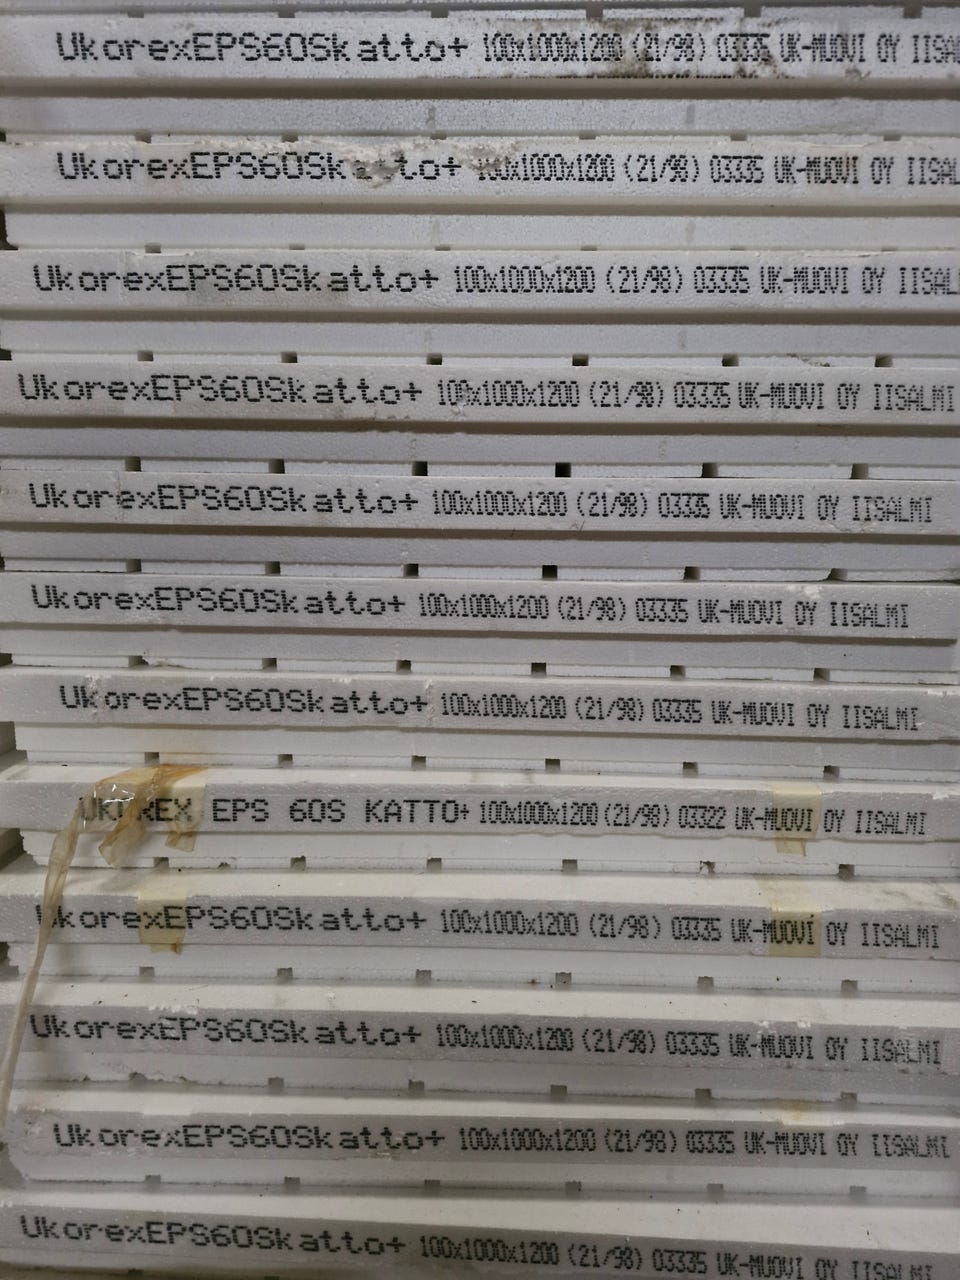 UkorexEPS60Skatto+ 100x1000x1200 (21/98) 03335 UK-MUOVI OY
UkorexEPS60Sk to+ 100x1000x1200 (21/98) 03335 UK-MUOVI OY
UkorexEPS60Skatto+ 100x1000x1200 (21/98) 03335 UK-MUOVI OY
UkorexEPS60Skatto+ 100x1000x1200 (21/98) 03335 UK-MUOVI OY IISALMI
UkorexEPS60Skatto+ 100x1000x1200 (21/98) 03335 UK-MUOVI OY IISALMI
UkorexEPS60Skatto+ 100x1000x1200 (21/98) 03335 UK-MUOVI OY IISALMI
UkorexEPS60Skatto+ 100x1000x1200 (21/98) 03335 UK-MUOVI OY IISALMI
UKOREX EPS 60S KATTO+ 100x1000x1200 (21/98) 03322 UK-MUOVI OY IISALMI
UkorexEPS60Skatto+ 100x1000x1200 (21/98) 03335 UK-MUOVI OY IISALMI
UkorexEPS60Skatto+ 100x1000x1200 (21/98) 03335 UK-MUOVI OY IISALMI
UkorexEPS60Skatto+ 100x1000x1200 (21/98) 03335 UK-MUOVI OY IISALMI
UkorexEPS60Skatto+ 100x1000x1200 (21/98) 03335 UK-MUOVI OY IISALMI